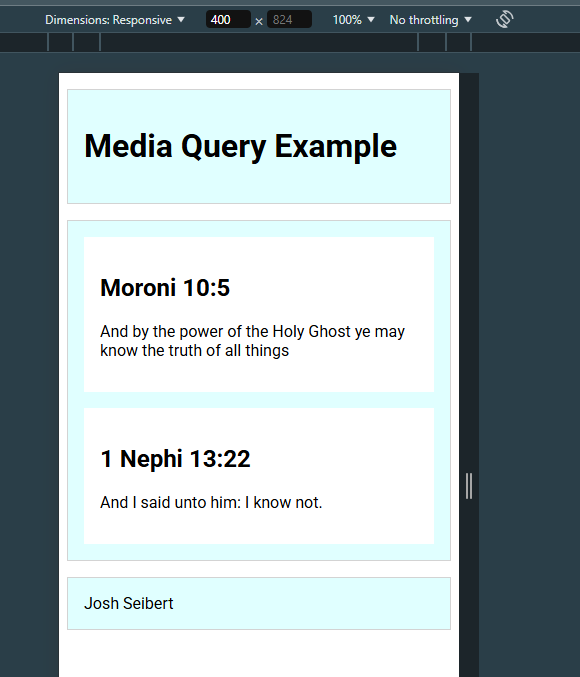 Dimensions: Responsive ▼ 400 × 824 100% ▼ No throttling ▼
Media Query Example
Moroni 10:5
And by the power of the Holy Ghost ye may
know the truth of all things
1 Nephi 13:22
And I said unto him: I know not.
Josh Seibert